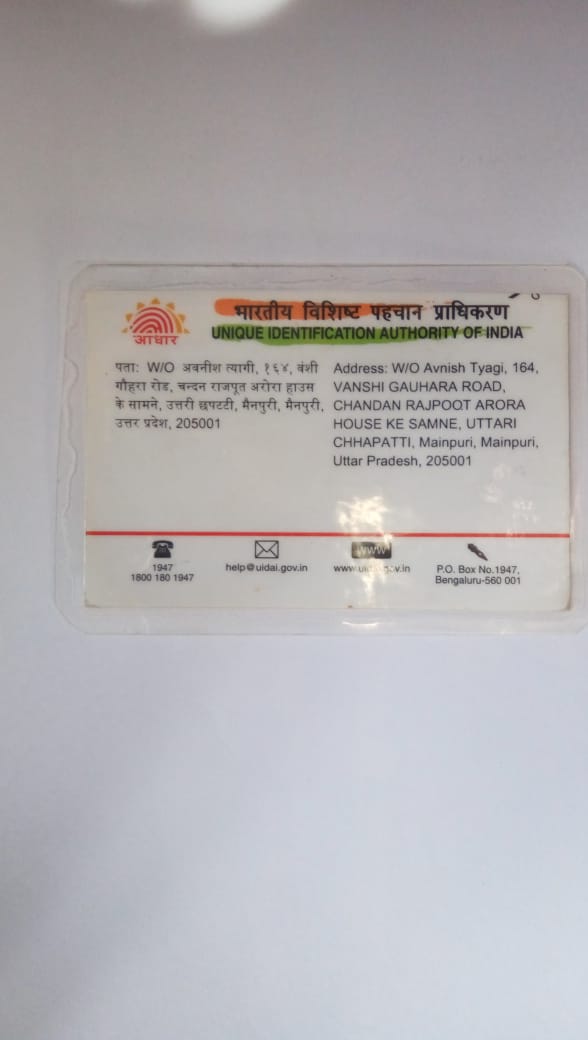 भारतीय विशिष्ट पहचान प्राधिकरण
UNIQUE IDENTIFICATION AUTHORITY OF INDIA
आधार
पता: W/O अवनीश त्यागी, १६४, वंशी
गौहरा रोड, चन्दन राजपूत अरोरा हाउस
के सामने, उत्तरी छपटटी, मैनपुरी, मैनपुरी,
उत्तर प्रदेश, 205001
Address: W/O Avnish Tyagi, 164,
VANSHI GAUHARA ROAD,
CHANDAN RAJPOOT ARORA
HOUSE KE SAMNE, UTTARI
CHHAPATTI, Mainpuri, Mainpuri,
Uttar Pradesh, 205001
1947
1800 180 1947
help@uidai.gov.in
WWW
P.O. Box No.1947,
Bengaluru-560 001